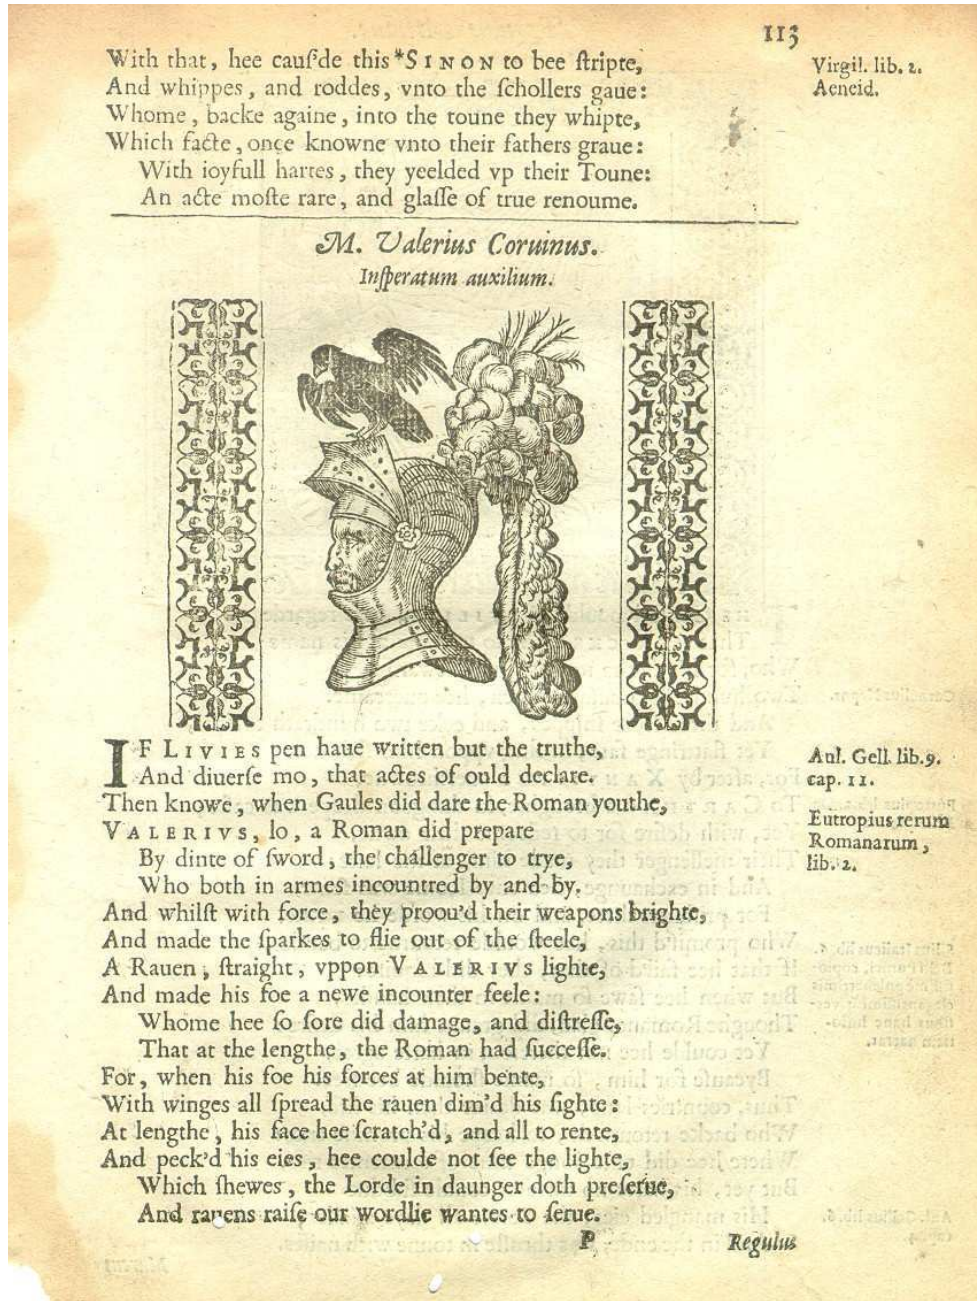 113
With that, hee cauſde this *SINON to bee ſtripte,
And whippes, and roddes, vnto the ſchollers gaue:
Whome, backe againe, into the toune they whipte,
Which facte, once knowne vnto their fathers graue:
With ioyfull hartes, they yeelded vp their Toune:
An acte moſte rare, and glaſſe of true renoume.
Virgil. lib. 2.
Aeneid.
M. Valerius Coruinus.
Inſperatum auxilium.
IF LIVIES pen haue written but the truthe,
And diuerſe mo, that actes of ould declare.
Then knowe, when Gaules did dare the Roman youthe,
VALERIVS, lo, a Roman did prepare
By dinte of ſword, the challenger to trye,
Who both in armes incountred by and by.
And whilſt with force, they proou'd their weapons brighte,
And made the ſparkes to flie out of the ſteele,
A Rauen, ſtraight, vppon VALERIVS lighte,
And made his foe a newe incounter feele:
Whome hee ſo ſore did damage, and diſtreſſe,
That at the lengthe, the Roman had ſucceſſe.
For, when his foe his forces at him bente,
With winges all ſpread the rauen dim'd his ſighte:
At lengthe, his face hee ſcratch'd, and all to rente,
And peck'd his eies, hee coulde not ſee the lighte,
Which ſhewes, the Lorde in daunger doth preſerue,
And rauens raiſe our wordlie wantes to ſerue.
Aul. Gell. lib. 9.
cap. 11.
Eutropius rerum
Romanarum,
lib. 2.
P
Regulus